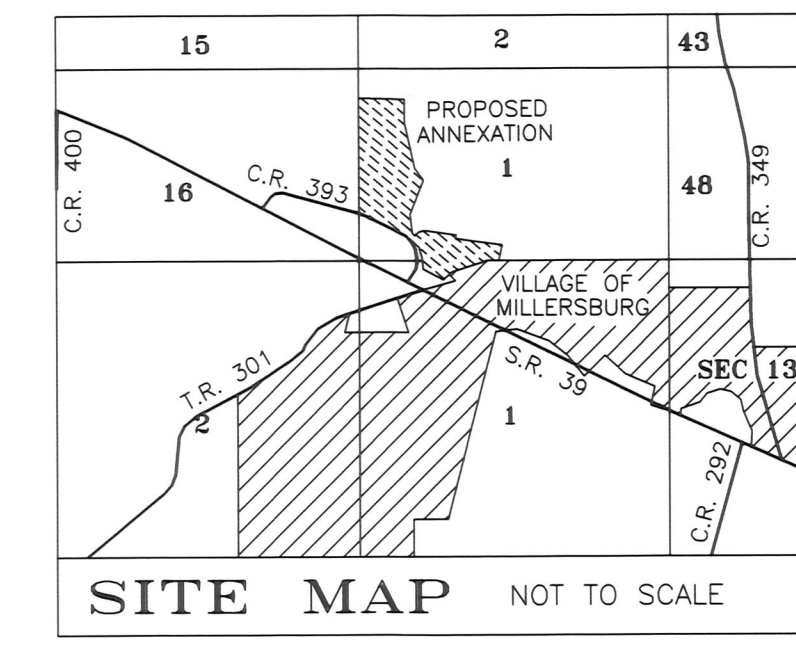 15
2
43
PROPOSED
ANNEXATION
1
C.R. 400
16
C.R. 393
48
C.R. 349
VILLAGE OF
MILLERSBURG
S.R. 39
SEC 13
T.R. 301
2
1
C.R. 292
SITE MAP NOT TO SCALE